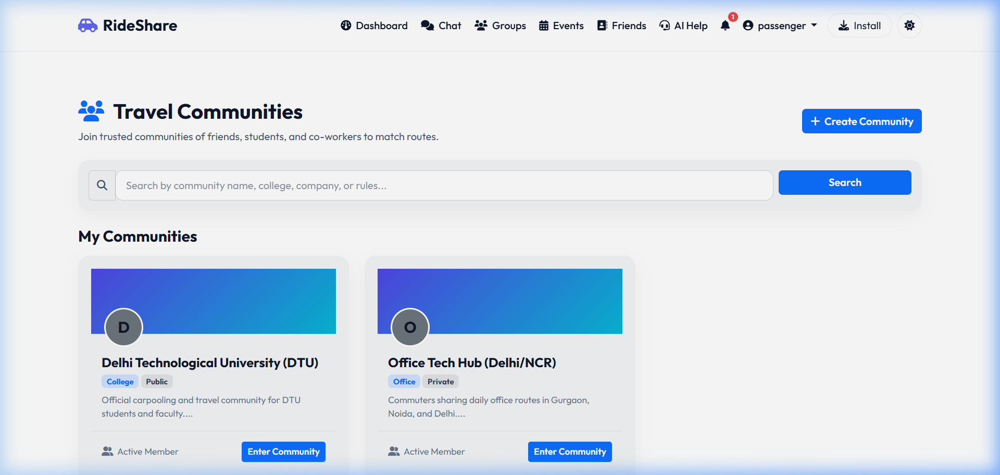 RideShare
Dashboard
Chat
Groups
Events
Friends
AI Help
1
passenger
Install
Travel Communities
Join trusted communities of friends, students, and co-workers to match routes.
+ Create Community
Search by community name, college, company, or rules...
Search
My Communities
D
Delhi Technological University (DTU)
College Public
Official carpooling and travel community for DTU
students and faculty....
Active Member
Enter Community
O
Office Tech Hub (Delhi/NCR)
Office Private
Commuters sharing daily office routes in Gurgaon,
Noida, and Delhi....
Active Member
Enter Community